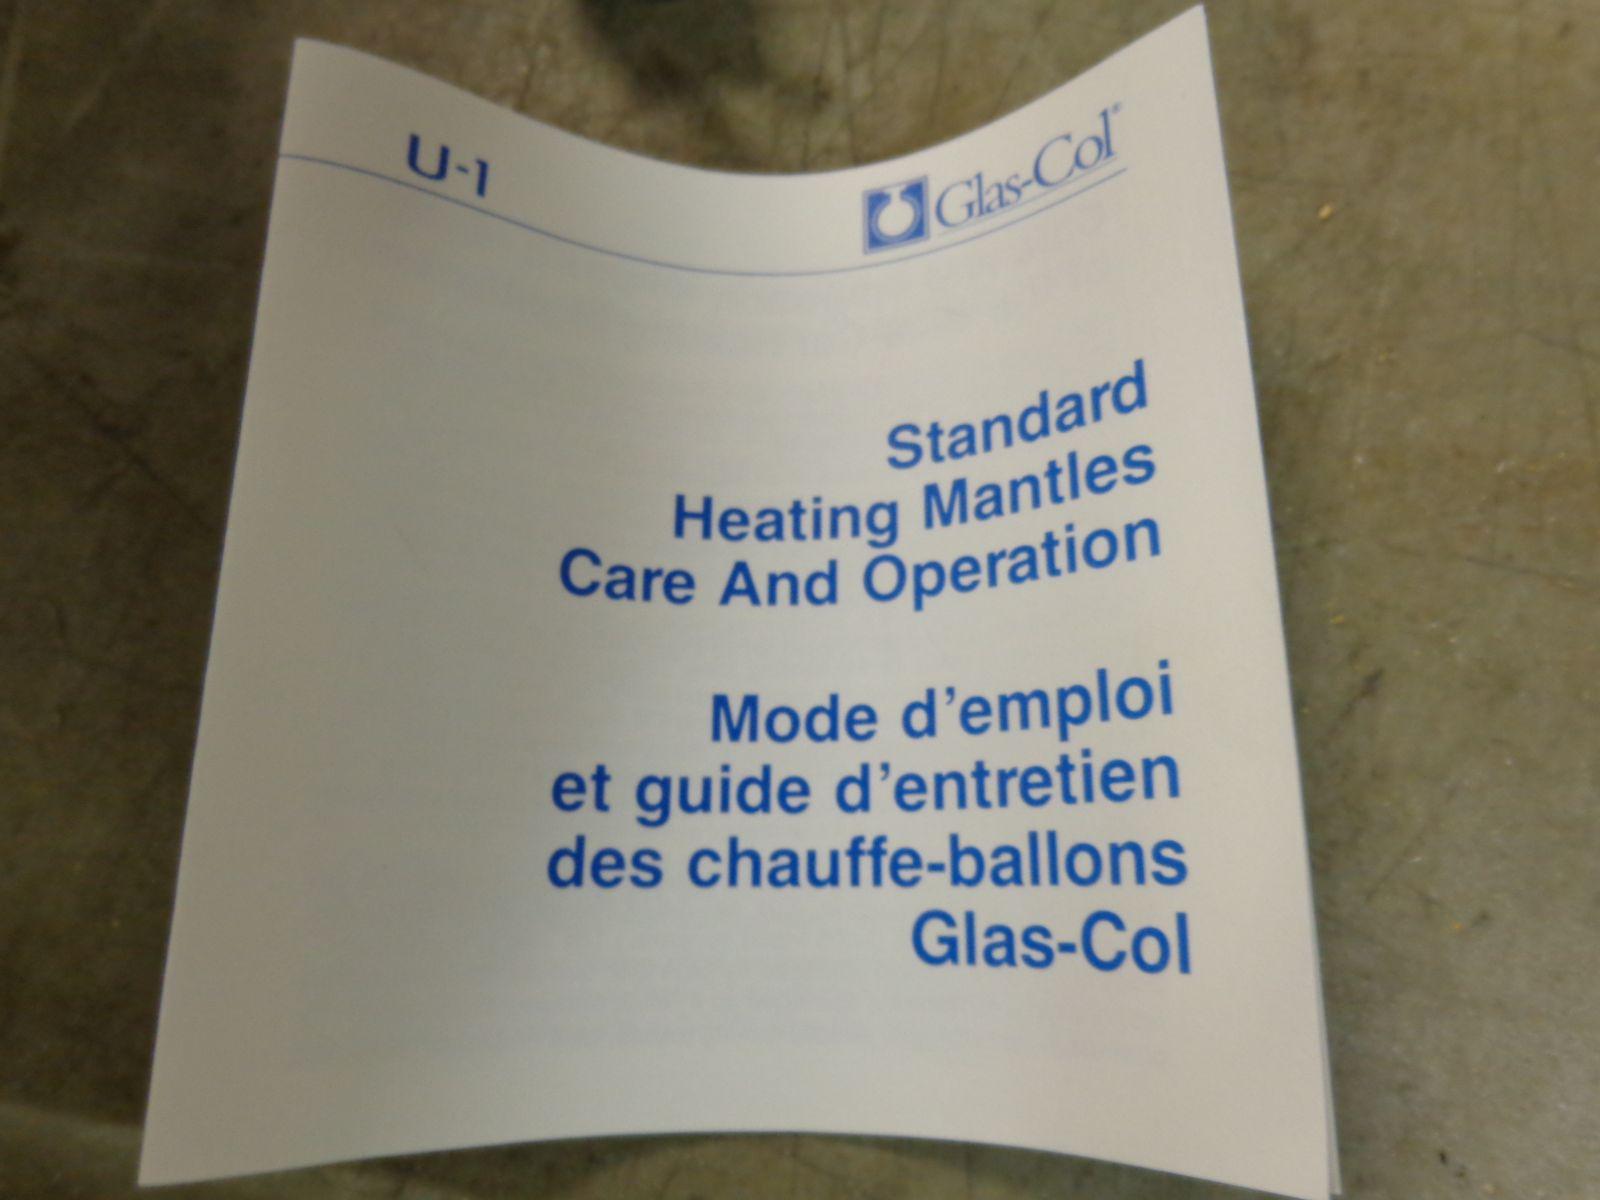 U-1
Glas-Col®
Standard
Heating Mantles
Care And Operation
Mode d'emploi
et guide d'entretien
des chauffe-ballons
Glas-Col